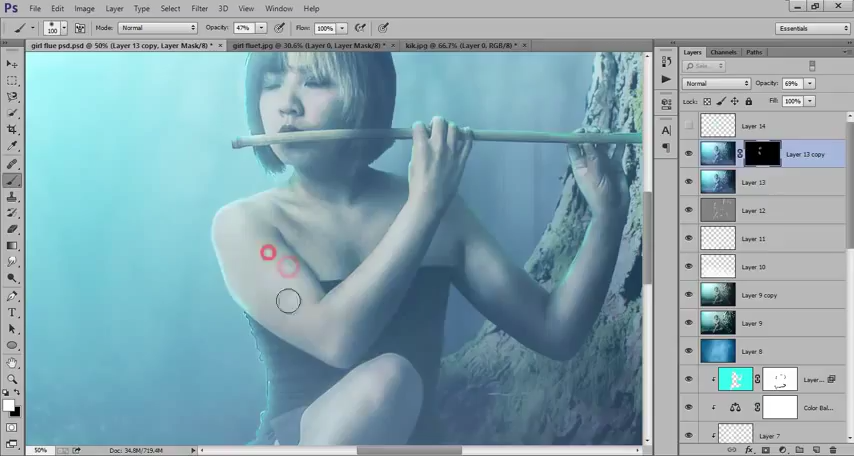 Ps File Edit Image Layer Type Select Filter 3D View Window Help
100 Mode: Normal Opacity: 47% Flow: 100% Essentials
girl flue psd.psd @ 50% (Layer 13 copy, Layer Mask/8) * × girl fluet.jpg @ 30.6% (Layer 0, Layer Mask/8) * × kik.jpg @ 66.7% (Layer 0, RGB/8) * ×
Layers Channels Paths
Normal Opacity: 69%
Lock: Fill: 100%
Layer 14
Layer 13 copy
Layer 13
Layer 12
Layer 11
Layer 10
Layer 9 copy
Layer 9
Layer 8
Layer...
Color Bal...
Layer 7
50% Doc: 34.8M/719.4M